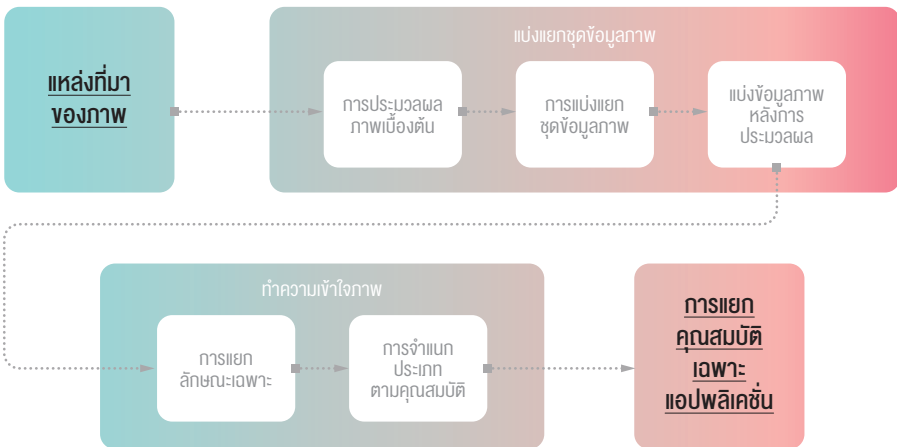 แหล่งที่มา
ของภาพ
แบ่งแยกชุดข้อมูลภาพ
การประมวลผล
ภาพเบื้องต้น
การแบ่งแยก
ชุดข้อมูลภาพ
แบ่งข้อมูลภาพ
หลังการ
ประมวลผล
ทำความเข้าใจภาพ
การแยก
ลักษณะเฉพาะ
การจำแนก
ประเภท
ตามคุณสมบัติ
การแยก
คุณสมบัติ
เฉพาะ
แอปพลิเคชั่น